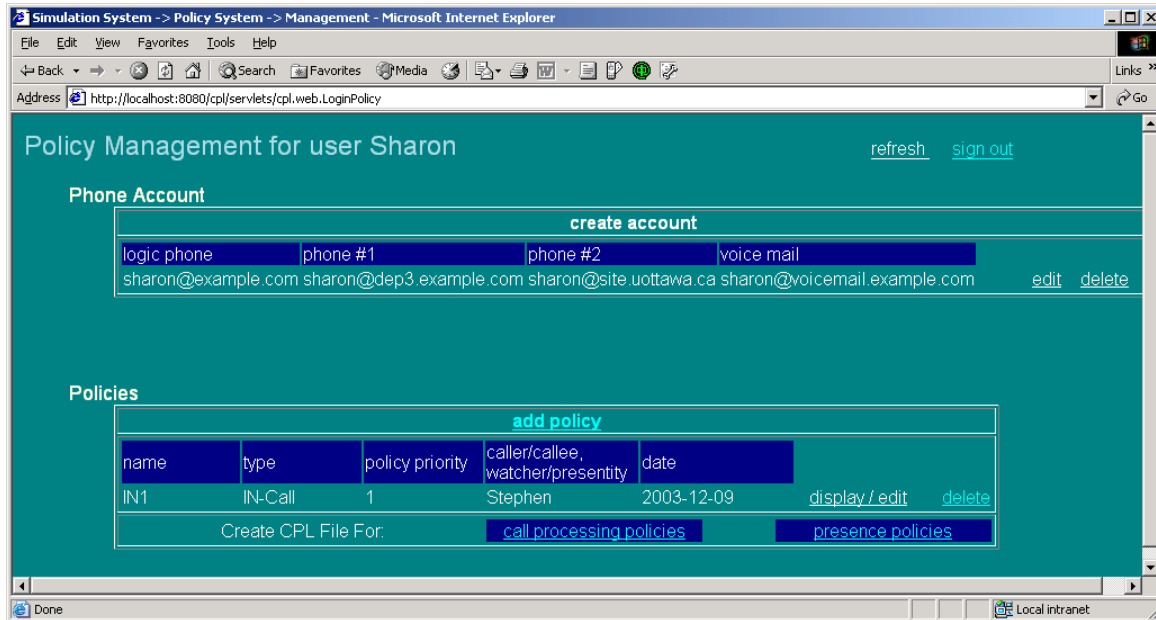 Simulation System -> Policy System -> Management - Microsoft Internet Explorer
File Edit View Favorites Tools Help
Back Search Favorites Media Links »
Address http://localhost:8080/cpl/servlets/cpl.web.LoginPolicy Go
Policy Management for user Sharon refresh sign out
Phone Account
create account
logic phone phone #1 phone #2 voice mail
sharon@example.com sharon@dep3.example.com sharon@site.uottawa.ca sharon@voicemail.example.com edit delete
Policies
add policy
name type policy priority caller/callee, watcher/presentity date
IN1 IN-Call 1 Stephen 2003-12-09 display / edit delete
Create CPL File For: call processing policies presence policies
Done Local intranet